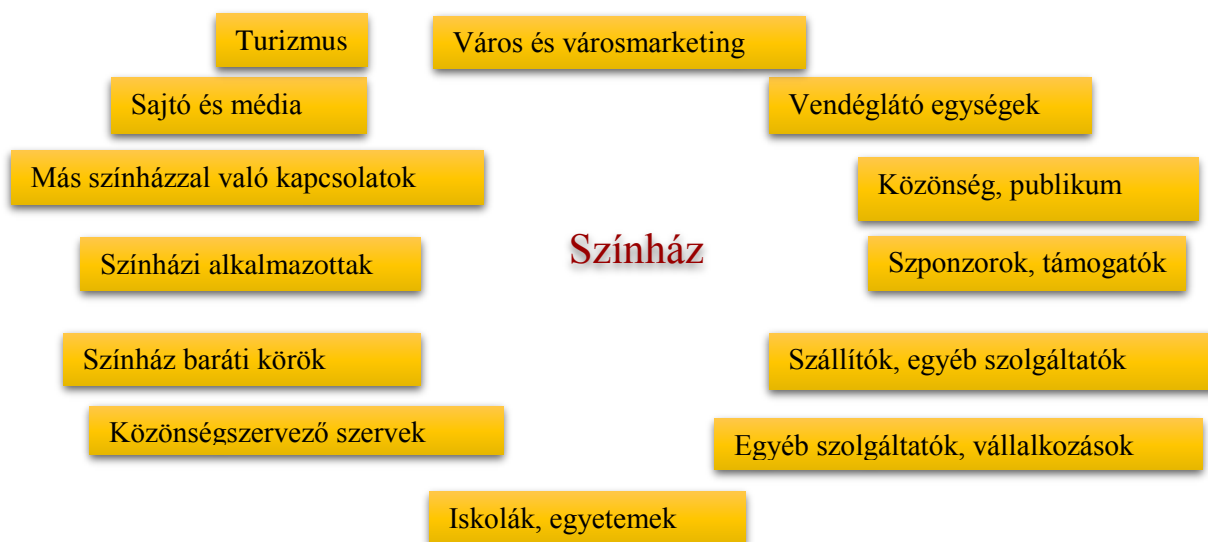 Turizmus
Város és városmarketing
Sajtó és média
Vendéglátó egységek
Más színházzal való kapcsolatok
Közönség, publikum
Színház
Színházi alkalmazottak
Szponzorok, támogatók
Színház baráti körök
Szállítók, egyéb szolgáltatók
Közönségszervező szervek
Egyéb szolgáltatók, vállalkozások
Iskolák, egyetemek